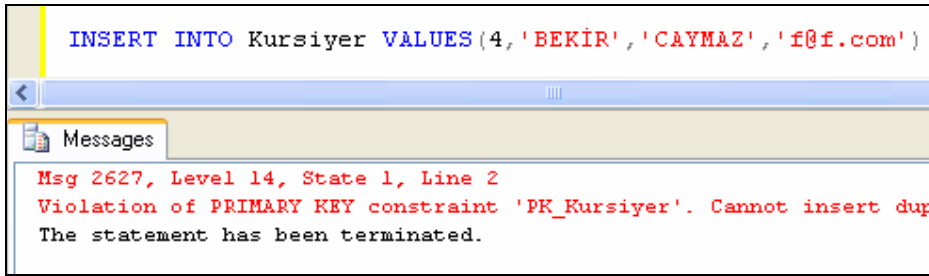 INSERT INTO Kursiyer VALUES(4,'BEKİR','CAYMAZ','f@f.com')
Messages
Msg 2627, Level 14, State 1, Line 2
Violation of PRIMARY KEY constraint 'PK_Kursiyer'. Cannot insert dup
The statement has been terminated.